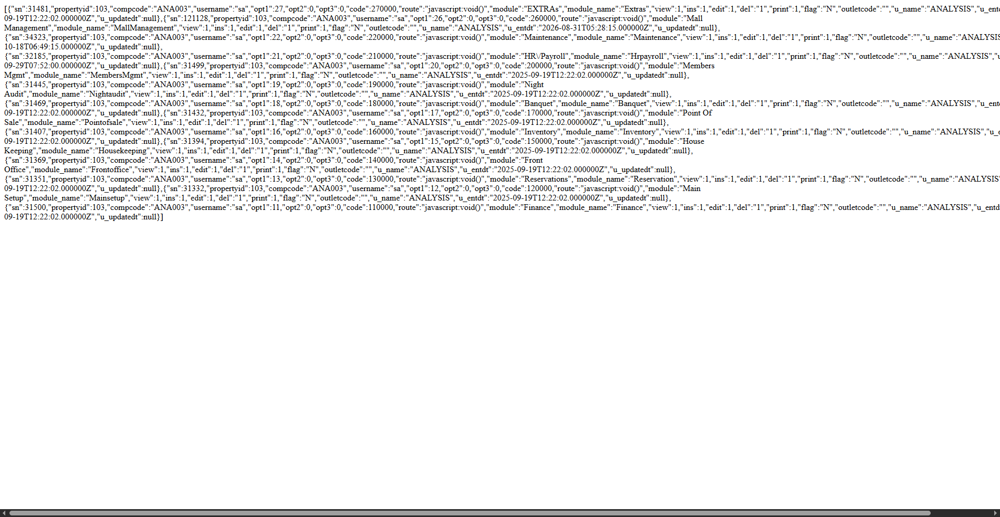 [{"sn":31481,"propertyid":103,"compcode":"ANA003","username":"sa","opt1":27,"opt2":0,"opt3":0,"code":270000,"route":"javascript:void()","module":"EXTRAs","module_name":"Extras","view":1,"ins":1,"edit":1,"del":"1","print":1,"flag":"N","outletcode":"","u_name":"ANALYSIS","u_ent
09-19T12:22:02.000000Z","u_updatedt":null},{"sn":121128,"propertyid":103,"compcode":"ANA003","username":"sa","opt1":26,"opt2":0,"opt3":0,"code":260000,"route":"javascript:void()","module":"Mall
Management","module_name":"MallManagement","view":1,"ins":1,"edit":1,"del":"1","print":1,"flag":"N","outletcode":"","u_name":"ANALYSIS","u_entdt":"2026-08-31T05:28:15.000000Z","u_updatedt":null},
{"sn":34323,"propertyid":103,"compcode":"ANA003","username":"sa","opt1":22,"opt2":0,"opt3":0,"code":220000,"route":"javascript:void()","module":"Maintenance","module_name":"Maintenance","view":1,"ins":1,"edit":1,"del":"1","print":1,"flag":"N","outletcode":"","u_name":"ANALYSIS
10-18T06:49:15.000000Z","u_updatedt":null},
{"sn":32185,"propertyid":103,"compcode":"ANA003","username":"sa","opt1":21,"opt2":0,"opt3":0,"code":210000,"route":"javascript:void()","module":"HR\/Payroll","module_name":"Hrpayroll","view":1,"ins":1,"edit":1,"del":"1","print":1,"flag":"N","outletcode":"","u_name":"ANALYSIS","u
09-29T07:52:00.000000Z","u_updatedt":null},{"sn":31499,"propertyid":103,"compcode":"ANA003","username":"sa","opt1":20,"opt2":0,"opt3":0,"code":200000,"route":"javascript:void()","module":"Members
Mgmt","module_name":"MembersMgmt","view":1,"ins":1,"edit":1,"del":"1","print":1,"flag":"N","outletcode":"","u_name":"ANALYSIS","u_entdt":"2025-09-19T12:22:02.000000Z","u_updatedt":null},
{"sn":31445,"propertyid":103,"compcode":"ANA003","username":"sa","opt1":19,"opt2":0,"opt3":0,"code":190000,"route":"javascript:void()","module":"Night
Audit","module_name":"Nightaudit","view":1,"ins":1,"edit":1,"del":"1","print":1,"flag":"N","outletcode":"","u_name":"ANALYSIS","u_entdt":"2025-09-19T12:22:02.000000Z","u_updatedt":null},
{"sn":31469,"propertyid":103,"compcode":"ANA003","username":"sa","opt1":18,"opt2":0,"opt3":0,"code":180000,"route":"javascript:void()","module":"Banquet","module_name":"Banquet","view":1,"ins":1,"edit":1,"del":"1","print":1,"flag":"N","outletcode":"","u_name":"ANALYSIS","u_ent
09-19T12:22:02.000000Z","u_updatedt":null},{"sn":31432,"propertyid":103,"compcode":"ANA003","username":"sa","opt1":17,"opt2":0,"opt3":0,"code":170000,"route":"javascript:void()","module":"Point Of
Sale","module_name":"Pointofsale","view":1,"ins":1,"edit":1,"del":"1","print":1,"flag":"N","outletcode":"","u_name":"ANALYSIS","u_entdt":"2025-09-19T12:22:02.000000Z","u_updatedt":null},
{"sn":31407,"propertyid":103,"compcode":"ANA003","username":"sa","opt1":16,"opt2":0,"opt3":0,"code":160000,"route":"javascript:void()","module":"Inventory","module_name":"Inventory","view":1,"ins":1,"edit":1,"del":"1","print":1,"flag":"N","outletcode":"","u_name":"ANALYSIS","u_e
09-19T12:22:02.000000Z","u_updatedt":null},{"sn":31394,"propertyid":103,"compcode":"ANA003","username":"sa","opt1":15,"opt2":0,"opt3":0,"code":150000,"route":"javascript:void()","module":"House
Keeping","module_name":"Housekeeping","view":1,"ins":1,"edit":1,"del":"1","print":1,"flag":"N","outletcode":"","u_name":"ANALYSIS","u_entdt":"2025-09-19T12:22:02.000000Z","u_updatedt":null},
{"sn":31369,"propertyid":103,"compcode":"ANA003","username":"sa","opt1":14,"opt2":0,"opt3":0,"code":140000,"route":"javascript:void()","module":"Front
Office","module_name":"Frontoffice","view":1,"ins":1,"edit":1,"del":"1","print":1,"flag":"N","outletcode":"","u_name":"ANALYSIS","u_entdt":"2025-09-19T12:22:02.000000Z","u_updatedt":null},
{"sn":31351,"propertyid":103,"compcode":"ANA003","username":"sa","opt1":13,"opt2":0,"opt3":0,"code":130000,"route":"javascript:void()","module":"Reservations","module_name":"Reservation","view":1,"ins":1,"edit":1,"del":"1","print":1,"flag":"N","outletcode":"","u_name":"ANALYSIS"
09-19T12:22:02.000000Z","u_updatedt":null},{"sn":31332,"propertyid":103,"compcode":"ANA003","username":"sa","opt1":12,"opt2":0,"opt3":0,"code":120000,"route":"javascript:void()","module":"Main
Setup","module_name":"Mainsetup","view":1,"ins":1,"edit":1,"del":"1","print":1,"flag":"N","outletcode":"","u_name":"ANALYSIS","u_entdt":"2025-09-19T12:22:02.000000Z","u_updatedt":null},
{"sn":31500,"propertyid":103,"compcode":"ANA003","username":"sa","opt1":11,"opt2":0,"opt3":0,"code":110000,"route":"javascript:void()","module":"Finance","module_name":"Finance","view":1,"ins":1,"edit":1,"del":"1","print":1,"flag":"N","outletcode":"","u_name":"ANALYSIS","u_entd
09-19T12:22:02.000000Z","u_updatedt":null}]